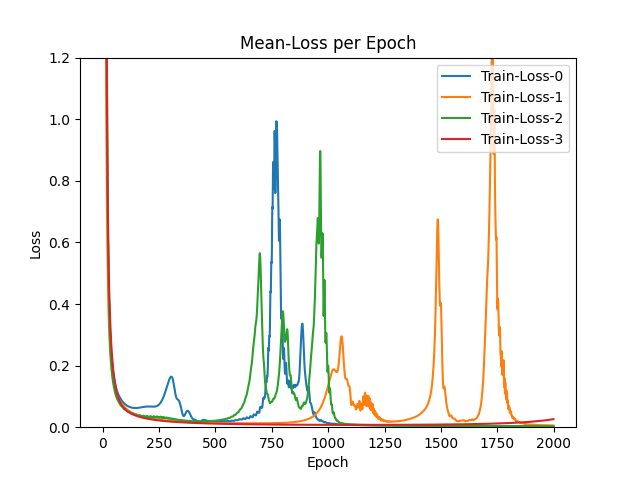 Mean-Loss per Epoch
1.2
1.0
0.8
0.6
0.4
0.2
0.0
Loss
Train-Loss-0
Train-Loss-1
Train-Loss-2
Train-Loss-3
0 250 500 750 1000 1250 1500 1750 2000
Epoch